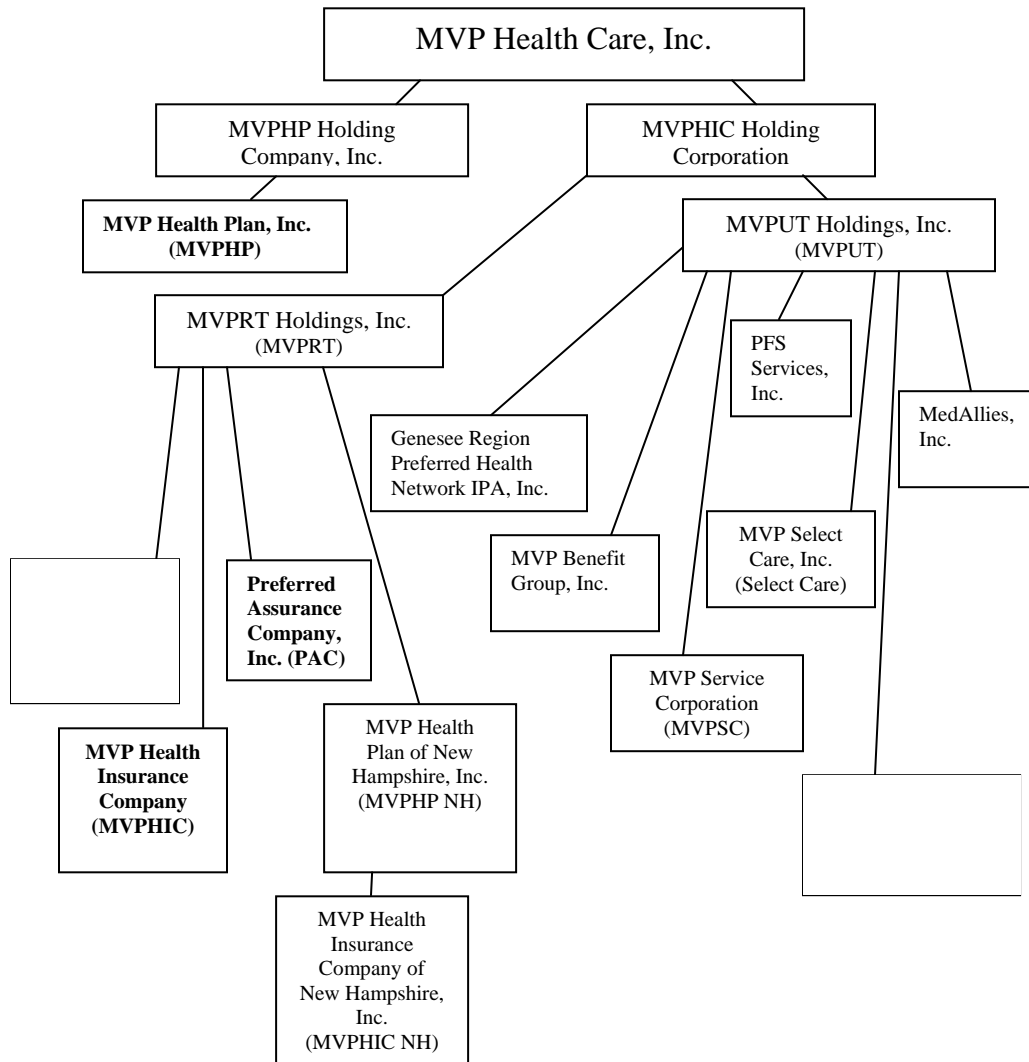 MVP Health Care, Inc.
MVPHP Holding
Company, Inc.
MVPHIC Holding
Corporation
MVP Health Plan, Inc.
(MVPHP)
MVPUT Holdings, Inc.
(MVPUT)
MVPRT Holdings, Inc.
(MVPRT)
PFS
Services,
Inc.
MedAllies,
Inc.
Genesee Region
Preferred Health
Network IPA, Inc.
MVP Benefit
Group, Inc.
MVP Select
Care, Inc.
(Select Care)
Preferred
Assurance
Company,
Inc. (PAC)
MVP Service
Corporation
(MVPSC)
MVP Health
Insurance
Company
(MVPHIC)
MVP Health
Plan of New
Hampshire, Inc.
(MVPHP NH)
MVP Health
Insurance
Company of
New Hampshire,
Inc.
(MVPHIC NH)